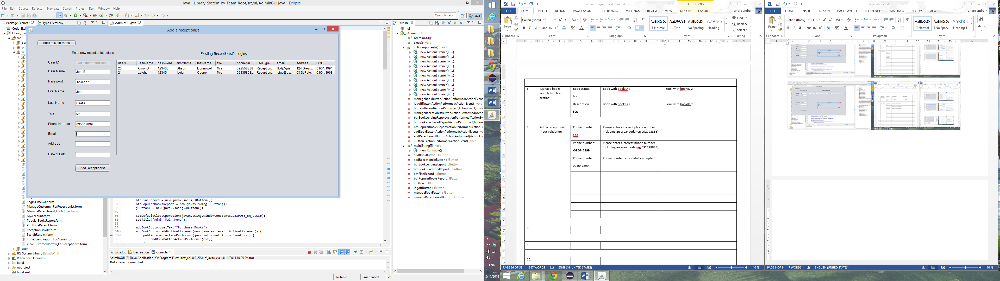 Java - Library_System_by_Team_Root/src/ui/AdiminGUI.java - Eclipse
File Edit Source Refactor Navigate Search Project Run Window Help
Quick Access
Java
Package Explorer
Type Hierarchy
AdiminGUI.java
Code_Skel
Library_Sy
src
cor
prc
ui
Add a receptionist
Back to Main menu
Enter new receptionist details
User ID Auto generated field
User Name JohnB
Password 1234567
First Name John
Last Name Beetle
Title Mr
Phone Number 095647899
Email
Address
Date of Birth
Add Receptionist
Existing Receptionist's Logins
userID userName password firstName lastName title phoneNu... userType email address DOB
20 AlisonD 123456 Alison Donnowel Mrs 092558888 Reception... llkkl@gm... 124 Great ... 01/01/1991
21 Leighc 12345 Leigh Cooper Mrs 02135868... Reception... leigc@pa... 58 St Pete... 01/04/1968
LoginTimeGUI.form
ManageCustomer_ForReceptionist.form
ManageRecepitonist_ForAdmin.form
MyAccount.form
PopularBooksReport.form
PrintFineReceipt.form
ReceptionistGUI.form
SearchResults.form
TimeSpendReport_ForAdmin.form
ViewCustomerBorrow_ForReceptionist.form
user
JRE System Library [JavaSE-1.7]
Referenced Libraries
build
nbproject
build.xml
56 btnFineRecord = new javax.swing.JButton();
57 btnPopularBooksReport = new javax.swing.JButton();
58 jButton1 = new javax.swing.JButton();
59
60 setDefaultCloseOperation(javax.swing.WindowConstants.DISPOSE_ON_CLOSE);
61 setTitle("Admin Main Menu");
62
63 addBookButton.setText("Purchase Books");
64 addBookButton.addActionListener(new java.awt.event.ActionListener() {
65 public void actionPerformed(java.awt.event.ActionEvent evt) {
66 addBookButtonActionPerformed(evt);
Javadoc Declaration Console
AdiminGUI (2) [Java Application] C:\Program Files\Java\jre1.8.0_20\bin\javaw.exe (3/11/2014 10:05:09 am)
Database connected
Writable Smart Insert 2 : 1
Outline
ui
AdiminGUI
AdiminGUI()
close() : void
initComponents() : void
new ActionListener() {...}
new ActionListener() {...}
new ActionListener() {...}
new ActionListener() {...}
new ActionListener() {...}
new ActionListener() {...}
new ActionListener() {...}
new ActionListener() {...}
new ActionListener() {...}
new ActionListener() {...}
manageBookButtonActionPerformed(ActionEvent
logoffButtonActionPerformed(ActionEvent) : void
btnFineRecordActionPerformed(ActionEvent) : vo
manageReceptionistButtonActionPerformed(Actio
btnBookLendingReportActionPerformed(ActionEv
btnBookPurchasedReportActionPerformed(Action
btnPopularBooksReportActionPerformed(ActionEv
addBookButtonActionPerformed(ActionEvent) : vc
addReceptionistButtonActionPerformed(ActionEve
jButton1ActionPerformed(ActionEvent) : void
main(String[]) : void
new Runnable() {...}
addBookButton : JButton
addReceptionistButton : JButton
btnBookLendingReport : JButton
btnBookPurchasedReport : JButton
btnFineRecord : JButton
btnPopularBooksReport : JButton
jButton1 : JButton
logoffButton : JButton
manageBookButton : JButton
manageReceptionistButton : JButton
ENG
10:15 a.m.
3/11/2014
Library program Test Plan - Word
TABLE TOOLS
FILE HOME INSERT DESIGN PAGE LAYOUT REFERENCES MAILINGS REVIEW VIEW DESIGN LAYOUT
andre andre
Paste
Calibri (Body) 9
AaBbCcDc AaBbCcl AaBbCcDc AaBbCc
¶ Normal Title No Spacing Heading 1
Find
Replace
Select
Clipboard Font Paragraph Styles Editing
6. Manage books search function testing
Book status:
Lost
Book with bookID 2
Book with bookID 2
Description
SQL
Book with bookID 2
Book with bookID 2
7. Add a receptionist input validation
Phone number:
abc
Please enter a correct phone number including an arear code (eg 092728888)
Phone number:
-095647899
Please enter a correct phone number including an arear code (eg 092728888)
Phone number:
095647899
Phone number successfully accepted
8.
9.
10.
PAGE 36 OF 39 1887 WORDS ENGLISH (UNITED STATES) 110 %
Sceenshots - Word
FILE HOME INSERT DESIGN PAGE LAYOUT REFERENCES MAILINGS REVIEW VIEW
andre andre
Paste
Calibri (Body) 11
AaBbCcDc AaBbCcDc AaBbCc
¶ Normal ¶ No Spac... Heading 1
Editing
Clipboard Font Paragraph Styles
PAGE 8 OF 8 7 WORDS ENGLISH (UNITED STATES) 110 %